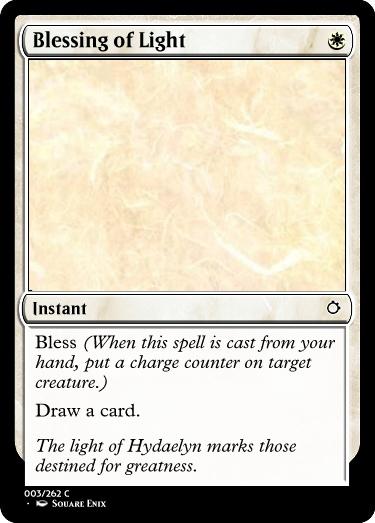 Blessing of Light
Instant
Bless (When this spell is cast from your
hand, put a charge counter on target
creature.)
Draw a card.
The light of Hydaelyn marks those
destined for greatness.
003/262 C
· Square Enix